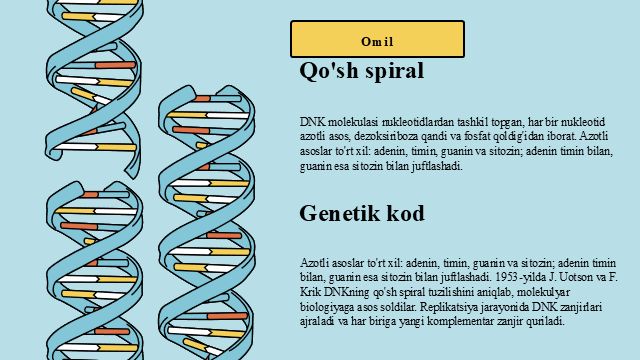 Omil
Qo'sh spiral
DNK molekulasi nukleotidlardan tashkil topgan, har bir nukleotid
azotli asos, dezoksiriboza qandi va fosfat qoldig'idan iborat. Azotli
asoslar to'rt xil: adenin, timin, guanin va sitozin; adenin timin bilan,
guanin esa sitozin bilan juftlashadi.
Genetik kod
Azotli asoslar to'rt xil: adenin, timin, guanin va sitozin; adenin timin
bilan, guanin esa sitozin bilan juftlashadi. 1953-yilda J. Uotson va F.
Krik DNKning qo'sh spiral tuzilishini aniqlab, molekulyar
biologiyaga asos soldilar. Replikatsiya jarayonida DNK zanjirlari
ajraladi va har biriga yangi komplementar zanjir quriladi.